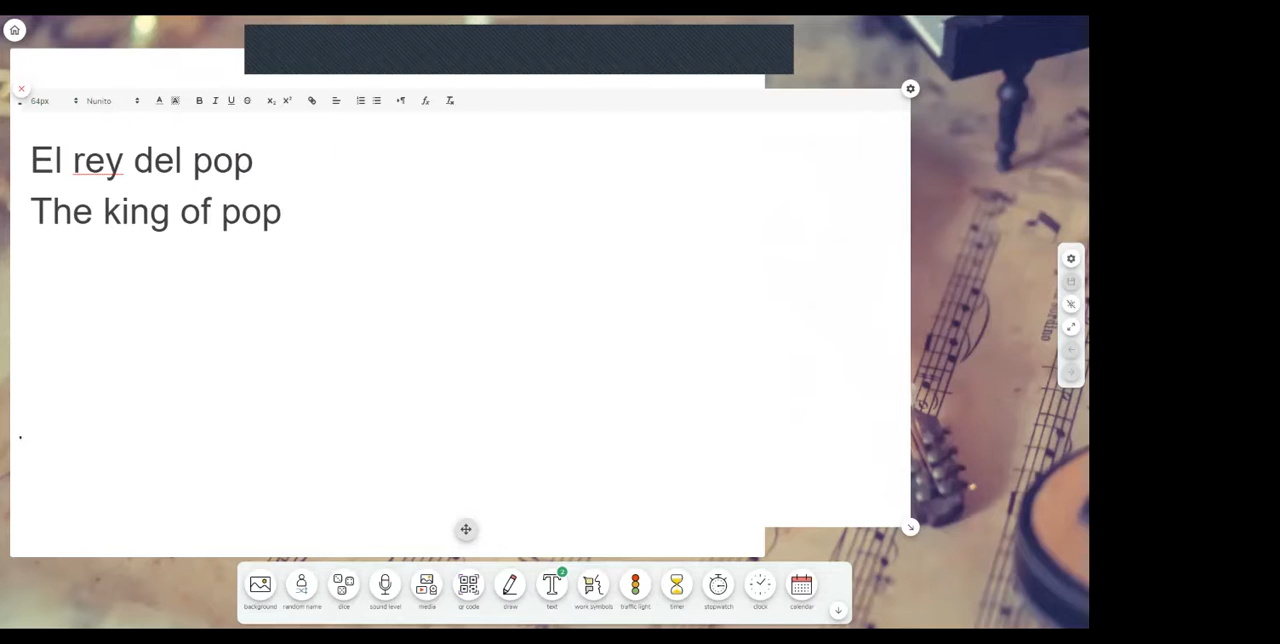 64px Nunito
El rey del pop
The king of pop
background random name dice sound level media qr code draw text 2 work symbols traffic light timer stopwatch clock calendar